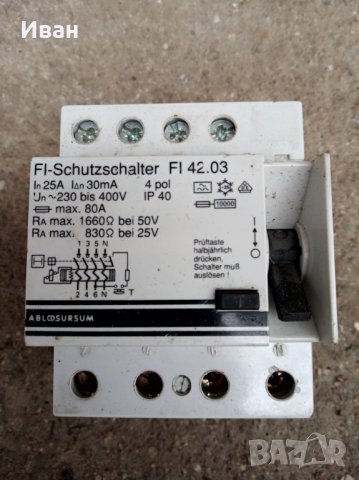 Иван
FI-Schutzschalter FI 42.03
In 25A IΔn 30mA 4 pol
Un ~230 bis 400V IP 40
max. 80A
10000
RA max. 1660Ω bei 50V
RA max. 830Ω bei 25V
1 3 5 N
2 4 6 N
T
Prüftaste
halbjährlich
drücken,
Schalter muß
auslösen !
I
O
ABLOSURSUM
BAZAR